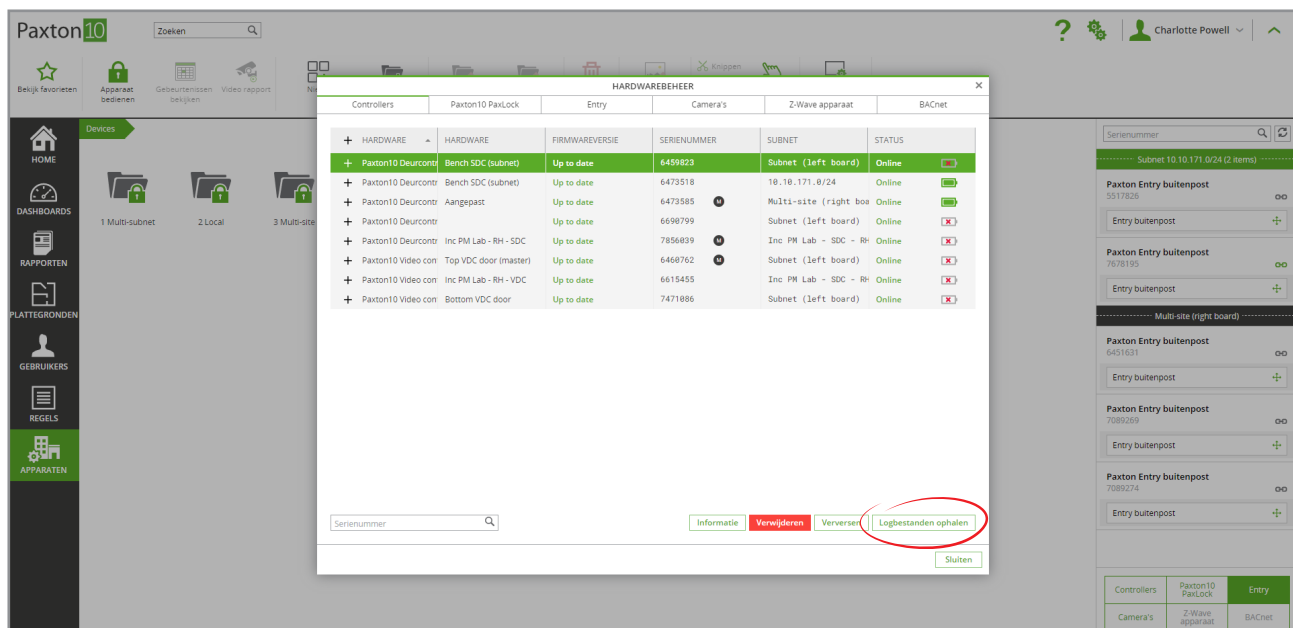 Paxton 10
Zoeken
?
Charlotte Powell
Bekijk favorieten
Apparaat bedienen
Gebeurtenissen bekijken
Video rapport
Knippen
HARDWAREBEHEER
Controllers Paxton10 PaxLock Entry Camera's Z-Wave apparaat BACnet
HARDWARE HARDWARE FIRMWAREVERSIE SERIENUMMER SUBNET STATUS
Paxton10 Deurcontr Bench SDC (subnet) Up to date 6459823 Subnet (left board) Online
Paxton10 Deurcontr Bench SDC (subnet) Up to date 6473518 10.10.171.0/24 Online
Paxton10 Deurcontr Aangepast Up to date 6473585 M Multi-site (right boa Online
Paxton10 Deurcontr Up to date 6698799 Subnet (left board) Online
Paxton10 Deurcontr Inc PM Lab - RH - SDC Up to date 7856039 M Inc PM Lab - SDC - RH Online
Paxton10 Video con Top VDC door (master) Up to date 6460762 M Subnet (left board) Online
Paxton10 Video con Inc PM Lab - RH - VDC Up to date 6615455 Inc PM Lab - SDC - RH Online
Paxton10 Video con Bottom VDC door Up to date 7471086 Subnet (left board) Online
Serienummer
Informatie Verwijderen Verversen Logbestanden ophalen
Sluiten
HOME
DASHBOARDS
RAPPORTEN
PLATTEGRONDEN
GEBRUIKERS
REGELS
APPARATEN
Devices
1 Multi-subnet
2 Local
3 Multi-site
Serienummer
Subnet 10.10.171.0/24 (2 items)
Paxton Entry buitenpost
5517826
Entry buitenpost
Paxton Entry buitenpost
7678195
Entry buitenpost
Multi-site (right board)
Paxton Entry buitenpost
6451631
Entry buitenpost
Paxton Entry buitenpost
7089269
Entry buitenpost
Paxton Entry buitenpost
7089274
Entry buitenpost
Controllers
Paxton10 PaxLock
Entry
Camera's
Z-Wave apparaat
BACnet